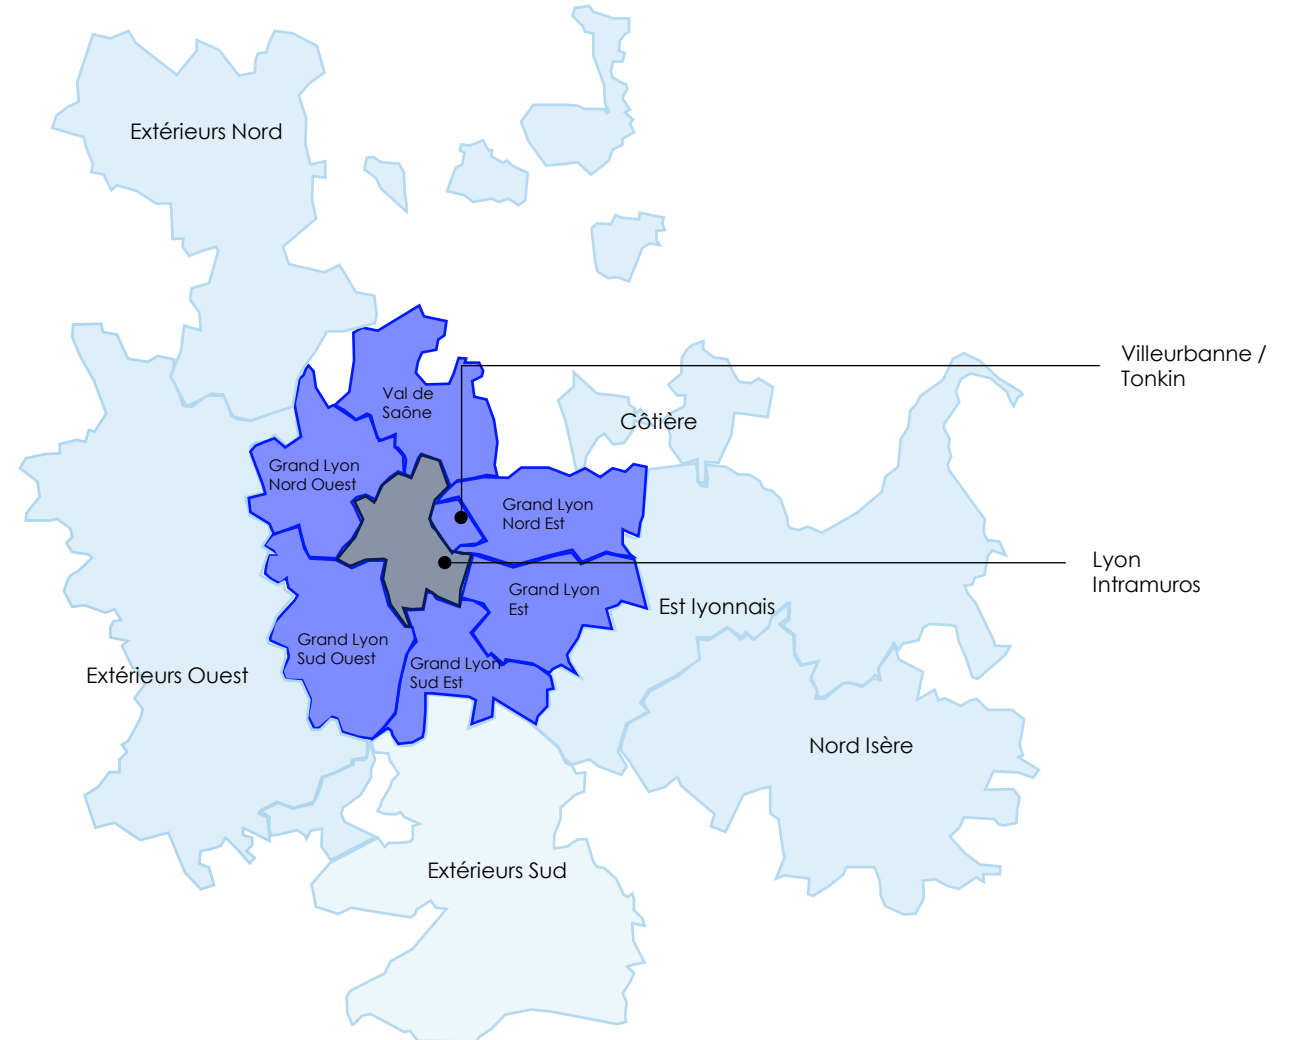 Extérieurs Nord
Villeurbanne /
Tonkin
Val de
Saône
Côtière
Grand Lyon
Nord Ouest
Grand Lyon
Nord Est
Lyon
Intramuros
Grand Lyon
Est
Est lyonnais
Grand Lyon
Sud Ouest
Grand Lyon
Sud Est
Extérieurs Ouest
Nord Isère
Extérieurs Sud